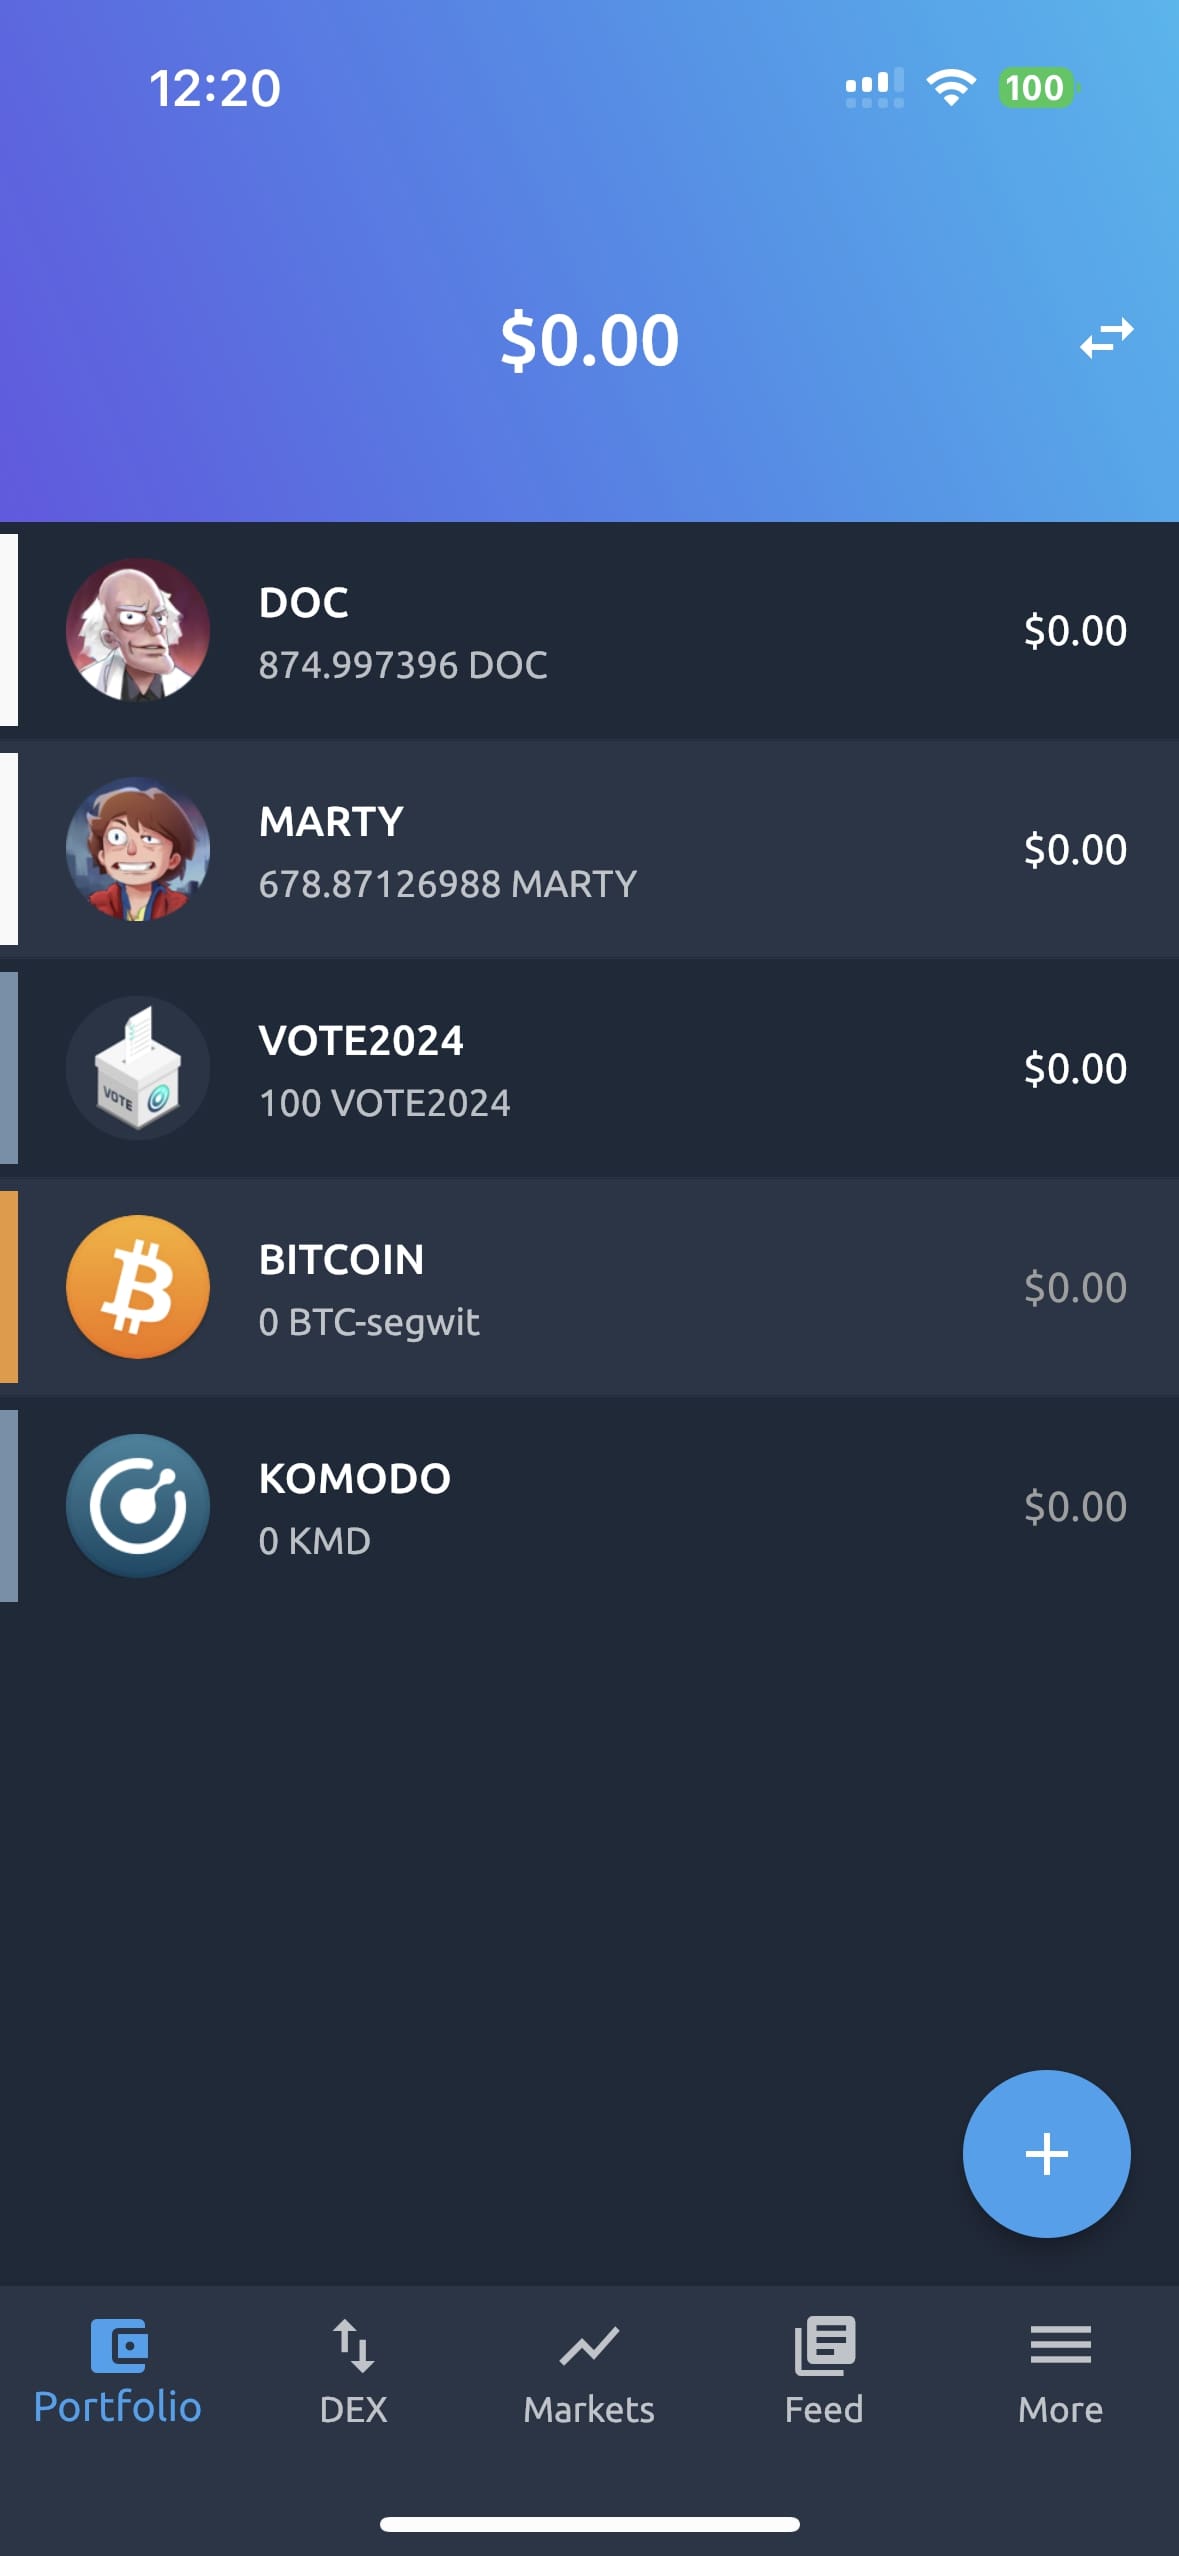 12:20
100
$0.00
DOC
874.997396 DOC
$0.00
MARTY
678.87126988 MARTY
$0.00
VOTE
VOTE2024
100 VOTE2024
$0.00
BITCOIN
0 BTC-segwit
$0.00
KOMODO
0 KMD
$0.00
Portfolio
DEX
Markets
Feed
More